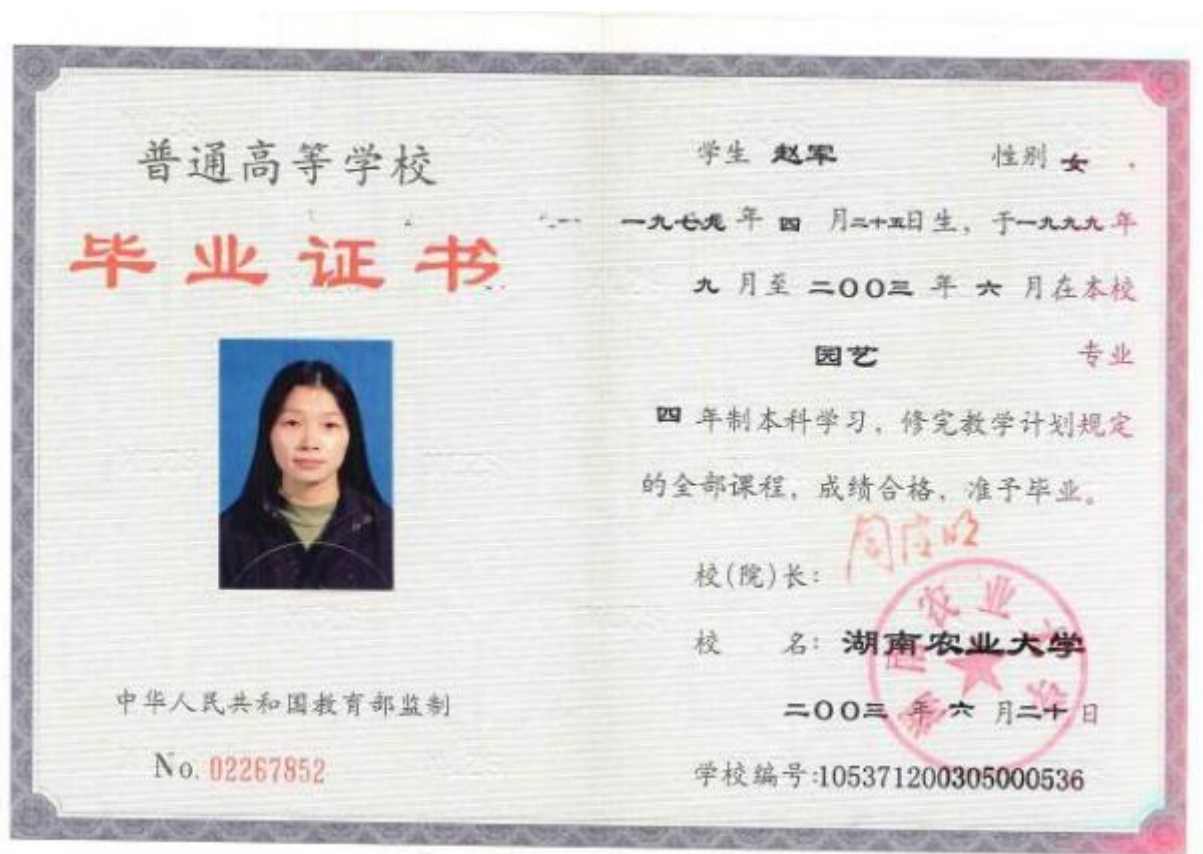 普通高等学校
毕业证书
中华人民共和国教育部监制
No. 02267852
学生 赵军 性别 女
一九七九 年 四 月二十五日生，于一九九九年
九 月至 二〇〇三 年 六 月在本校
园艺 专业
四 年制本科学习，修完教学计划规定
的全部课程，成绩合格，准予毕业。
校(院)长：
校 名：湖南农业大学
二〇〇三 年 六 月二十日
学校编号:105371200305000536
湖南农业大学